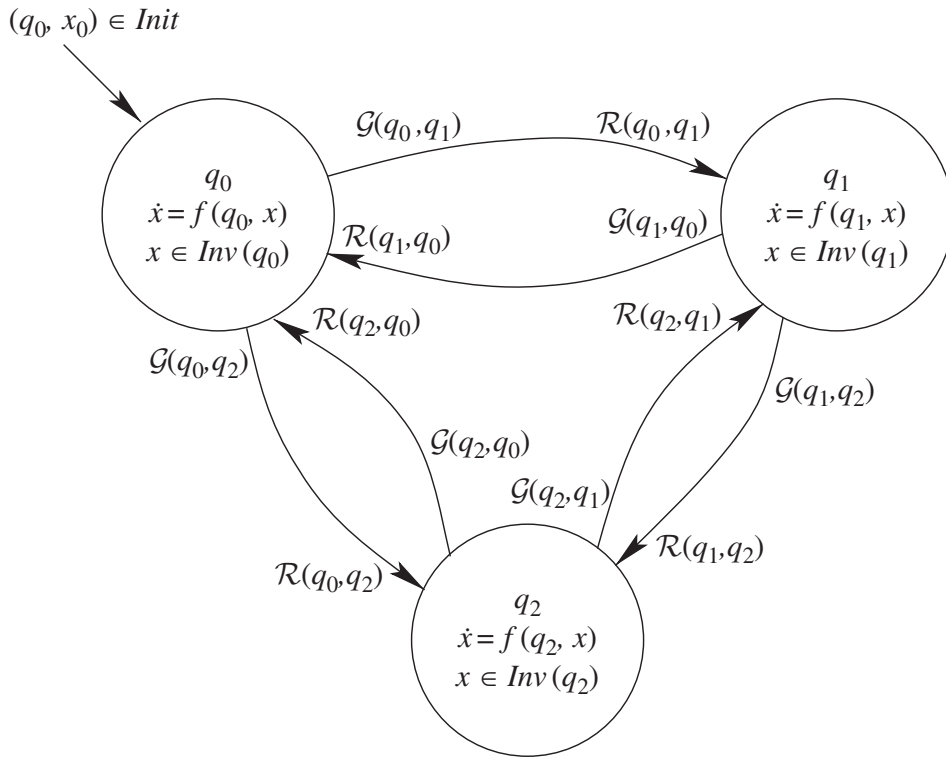 (q₀, x₀) ∈ Init
𝒢(q₀,q₁)
ℛ(q₀,q₁)
q₀
ẋ = f(q₀, x)
x ∈ Inv(q₀)
q₁
ẋ = f(q₁, x)
x ∈ Inv(q₁)
ℛ(q₁,q₀)
𝒢(q₁,q₀)
ℛ(q₂,q₀)
ℛ(q₂,q₁)
𝒢(q₀,q₂)
𝒢(q₁,q₂)
𝒢(q₂,q₀)
𝒢(q₂,q₁)
ℛ(q₀,q₂)
ℛ(q₁,q₂)
q₂
ẋ = f(q₂, x)
x ∈ Inv(q₂)